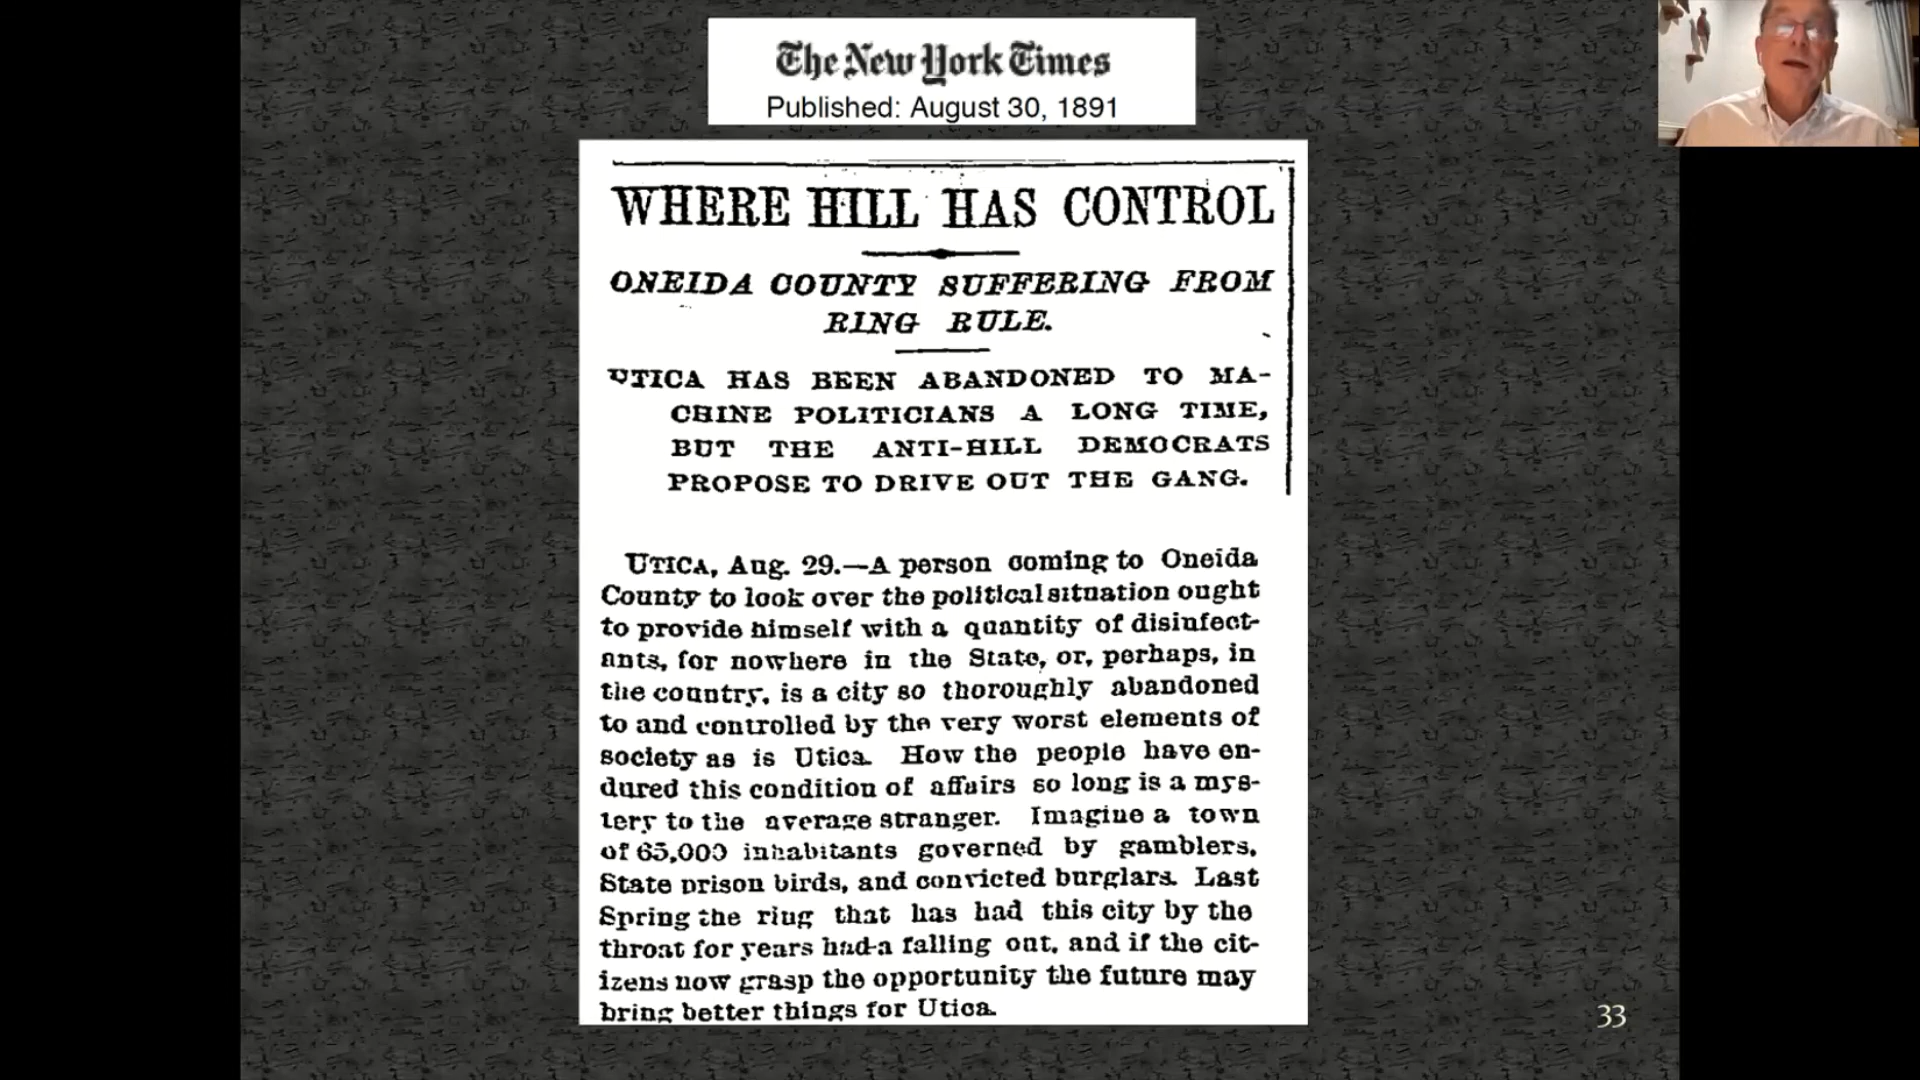 The New York Times
Published: August 30, 1891
WHERE HILL HAS CONTROL
ONEIDA COUNTY SUFFERING FROM
RING RULE.
UTICA HAS BEEN ABANDONED TO MA-
CHINE POLITICIANS A LONG TIME,
BUT THE ANTI-HILL DEMOCRATS
PROPOSE TO DRIVE OUT THE GANG.
UTICA, Aug. 29.—A person coming to Oneida
County to look over the political situation ought
to provide himself with a quantity of disinfect-
ants, for nowhere in the State, or, perhaps, in
the country, is a city so thoroughly abandoned
to and controlled by the very worst elements of
society as is Utica. How the people have en-
dured this condition of affairs so long is a mys-
tery to the average stranger. Imagine a town
of 65,000 inhabitants governed by gamblers,
State prison birds, and convicted burglars. Last
Spring the ring that has had this city by the
throat for years had a falling out, and if the cit-
izens now grasp the opportunity the future may
bring better things for Utica.
33